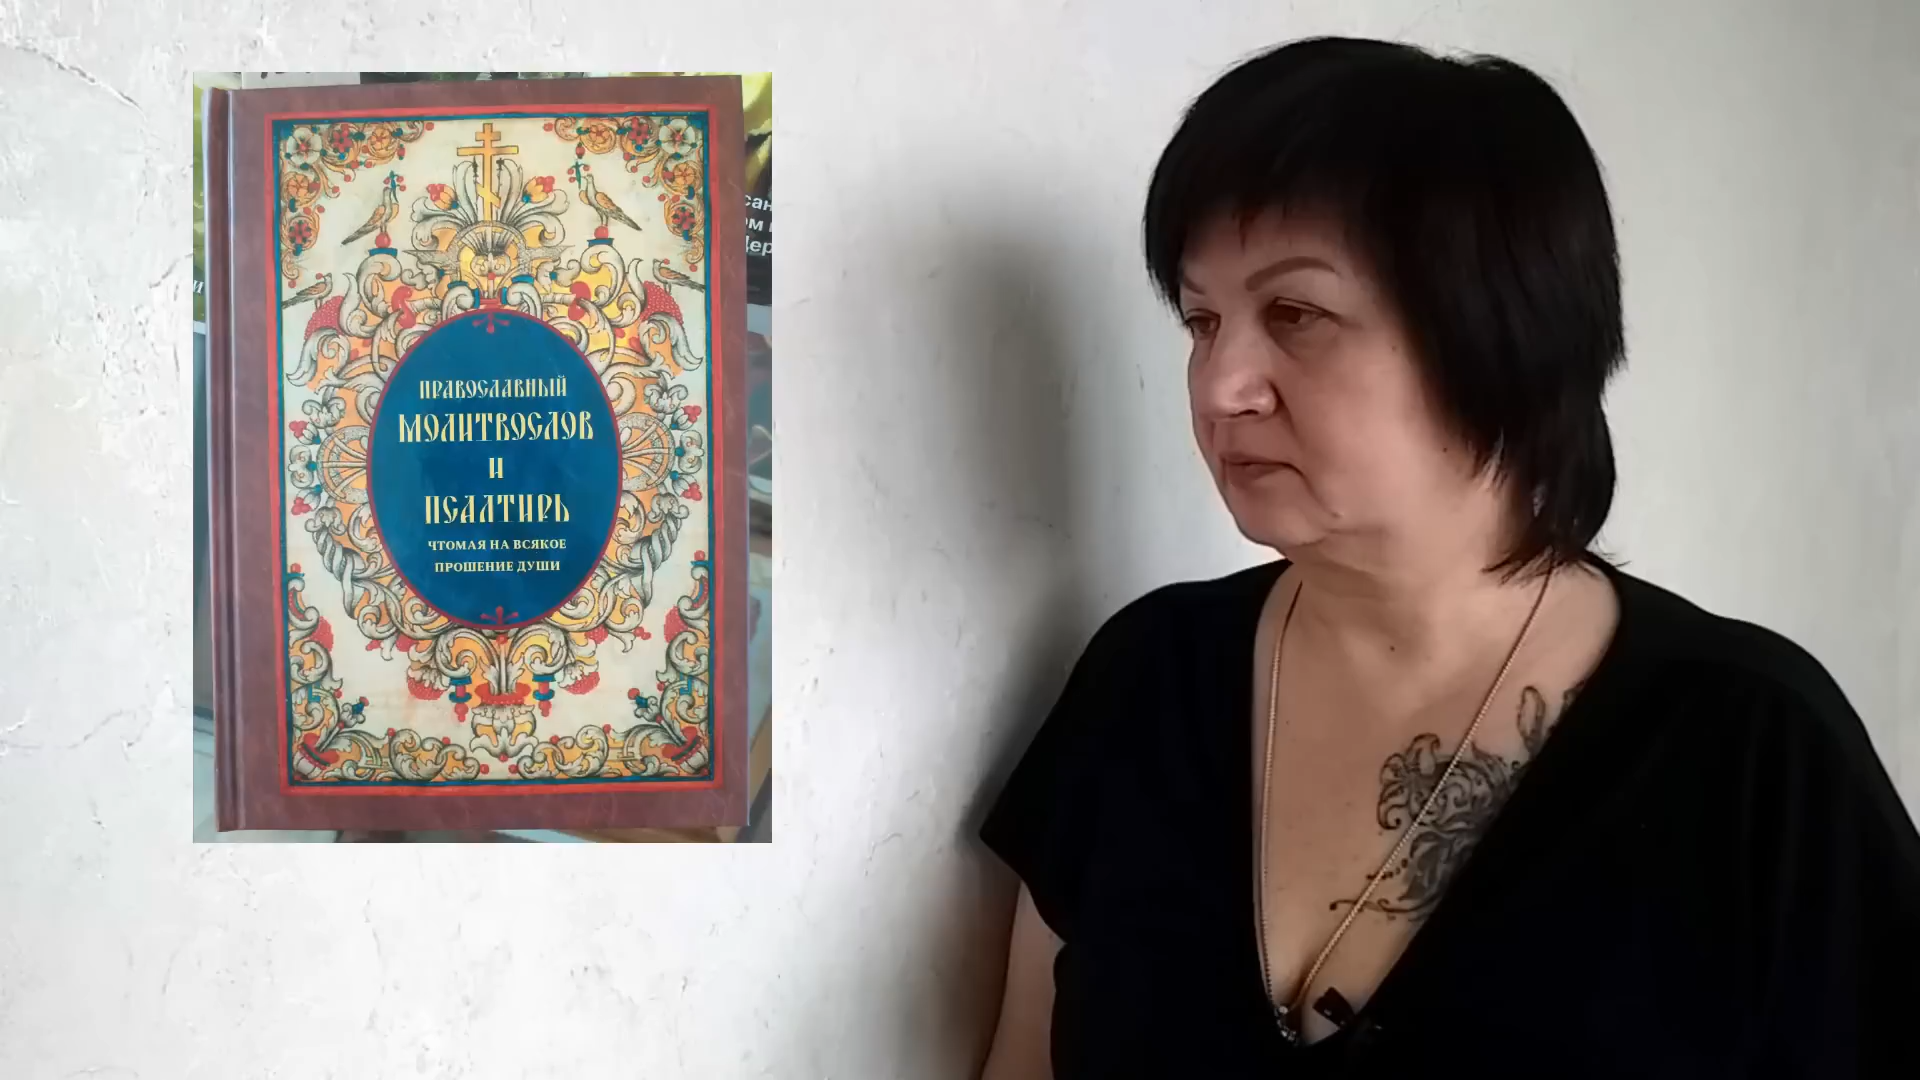 ПРАВОСЛАВНЫЙ
МОЛИТВОСЛОВ
И
ПСАЛТИРЬ
ЧТОМАЯ НА ВСЯКОЕ
ПРОШЕНИЕ ДУШИ